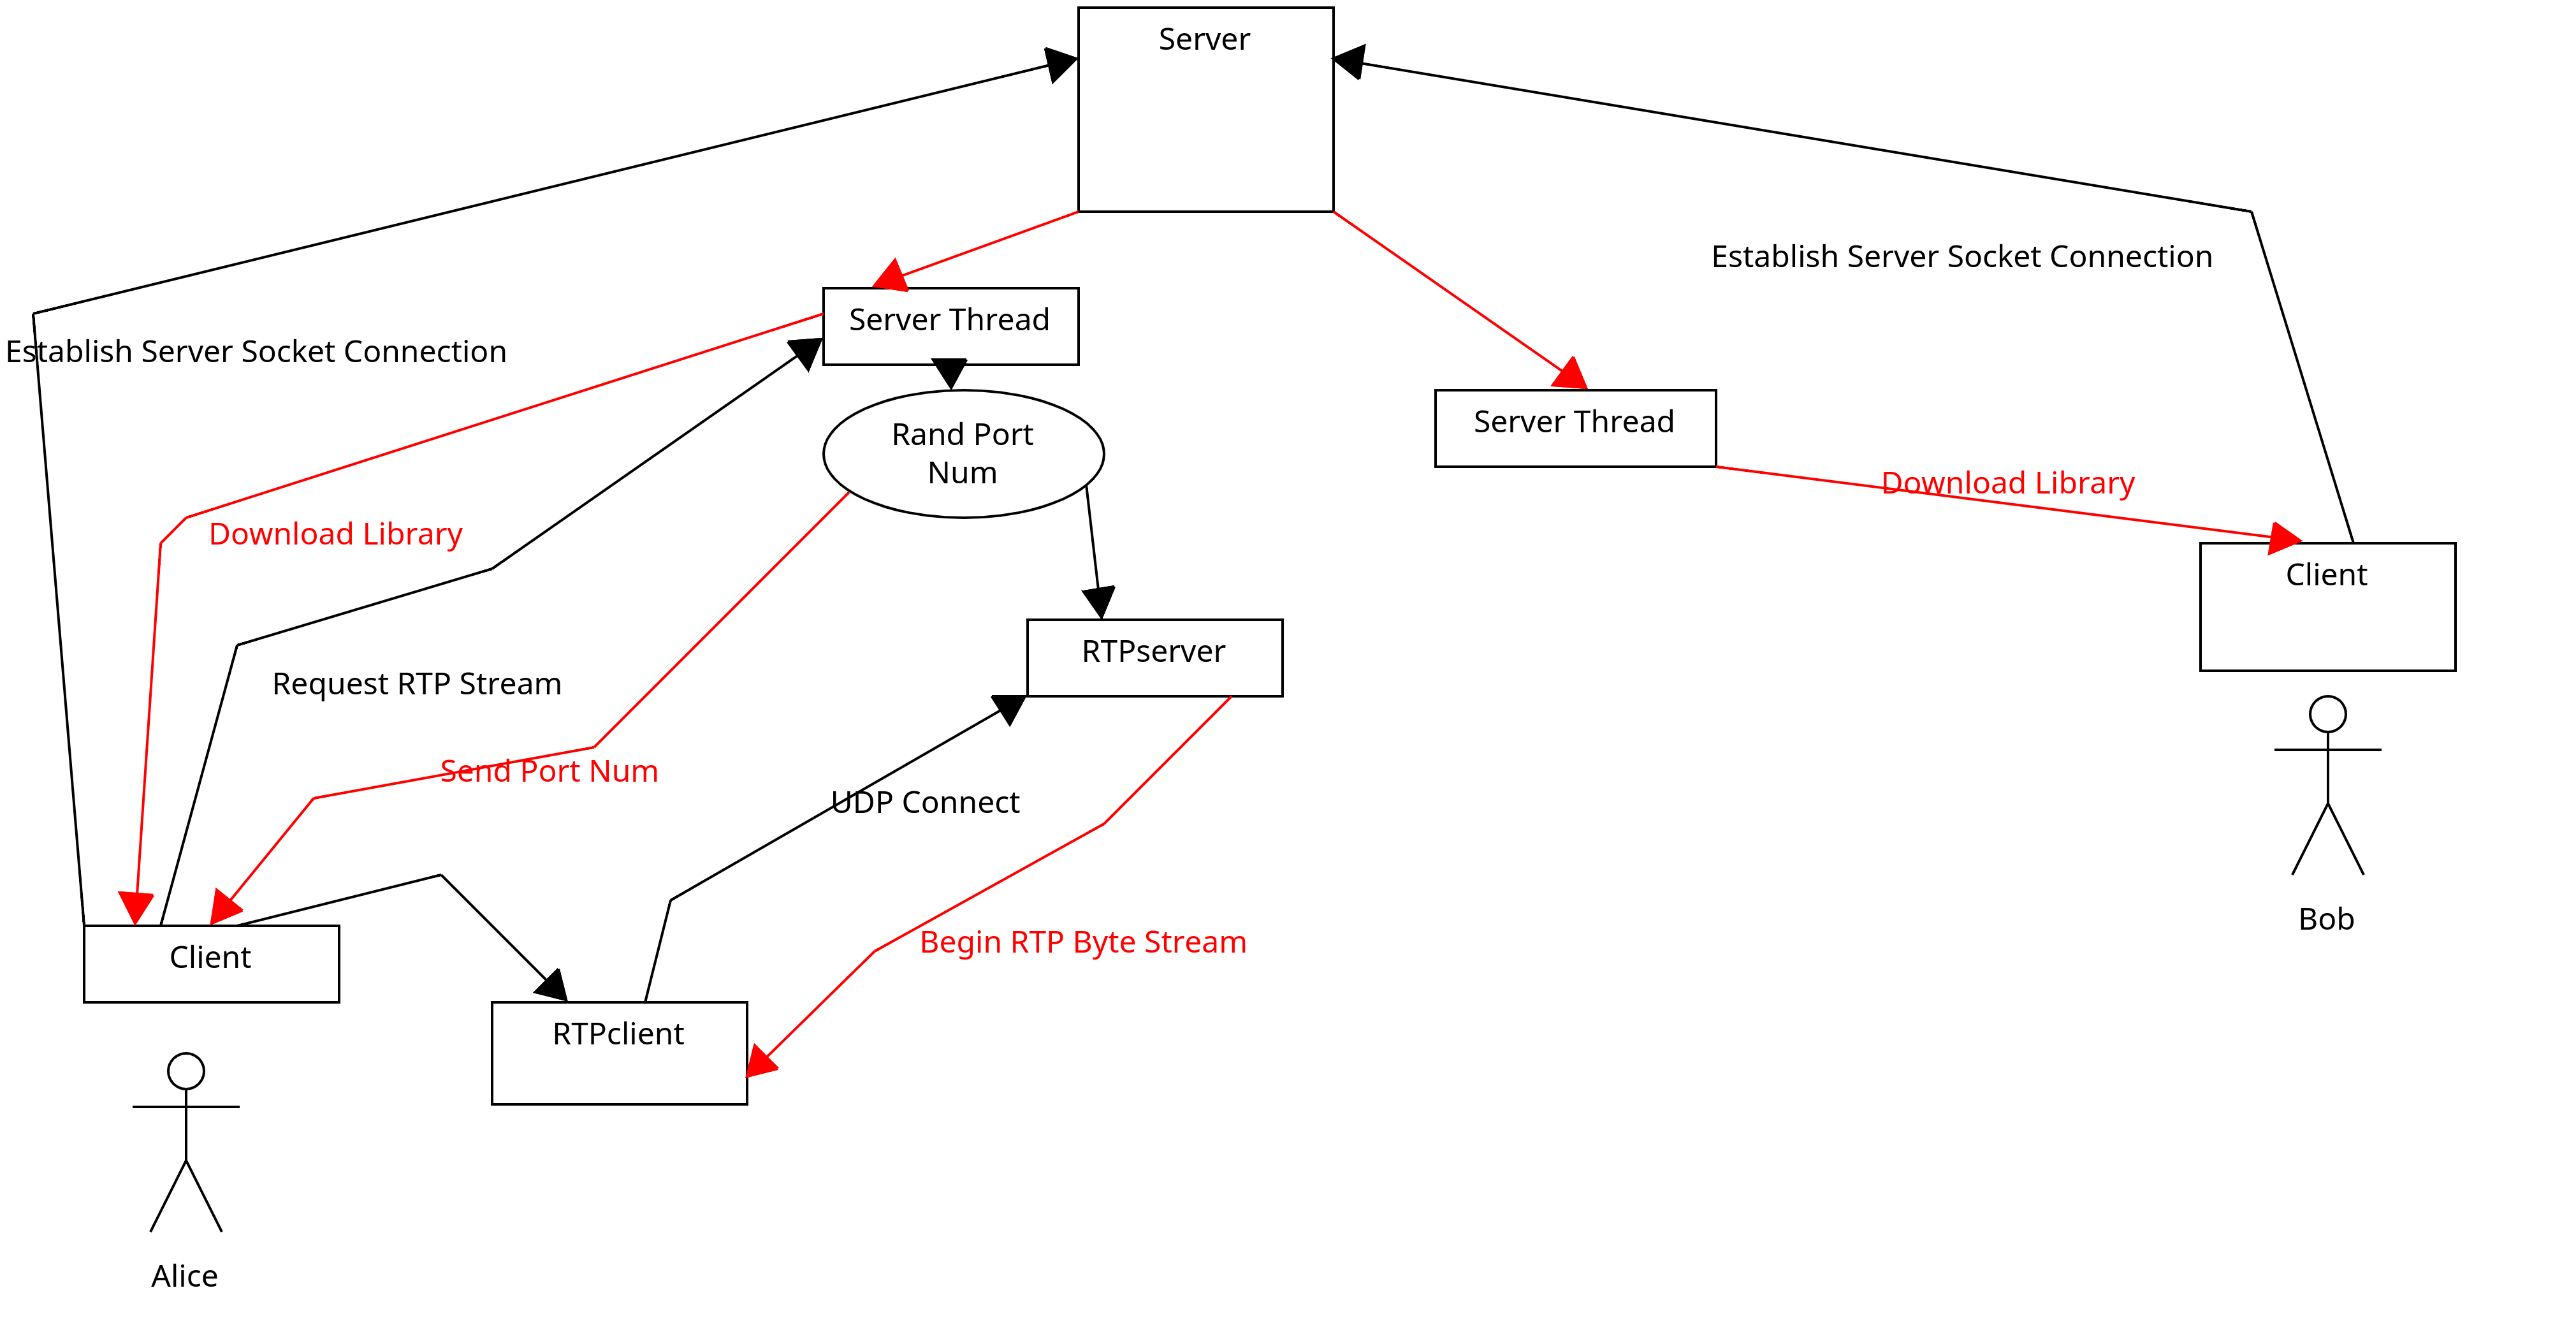 Server
Establish Server Socket Connection
Server Thread
Establish Server Socket Connection
Rand Port
Num
Server Thread
Download Library
Download Library
Client
RTPserver
Request RTP Stream
Send Port Num
UDP Connect
Bob
Begin RTP Byte Stream
Client
RTPclient
Alice